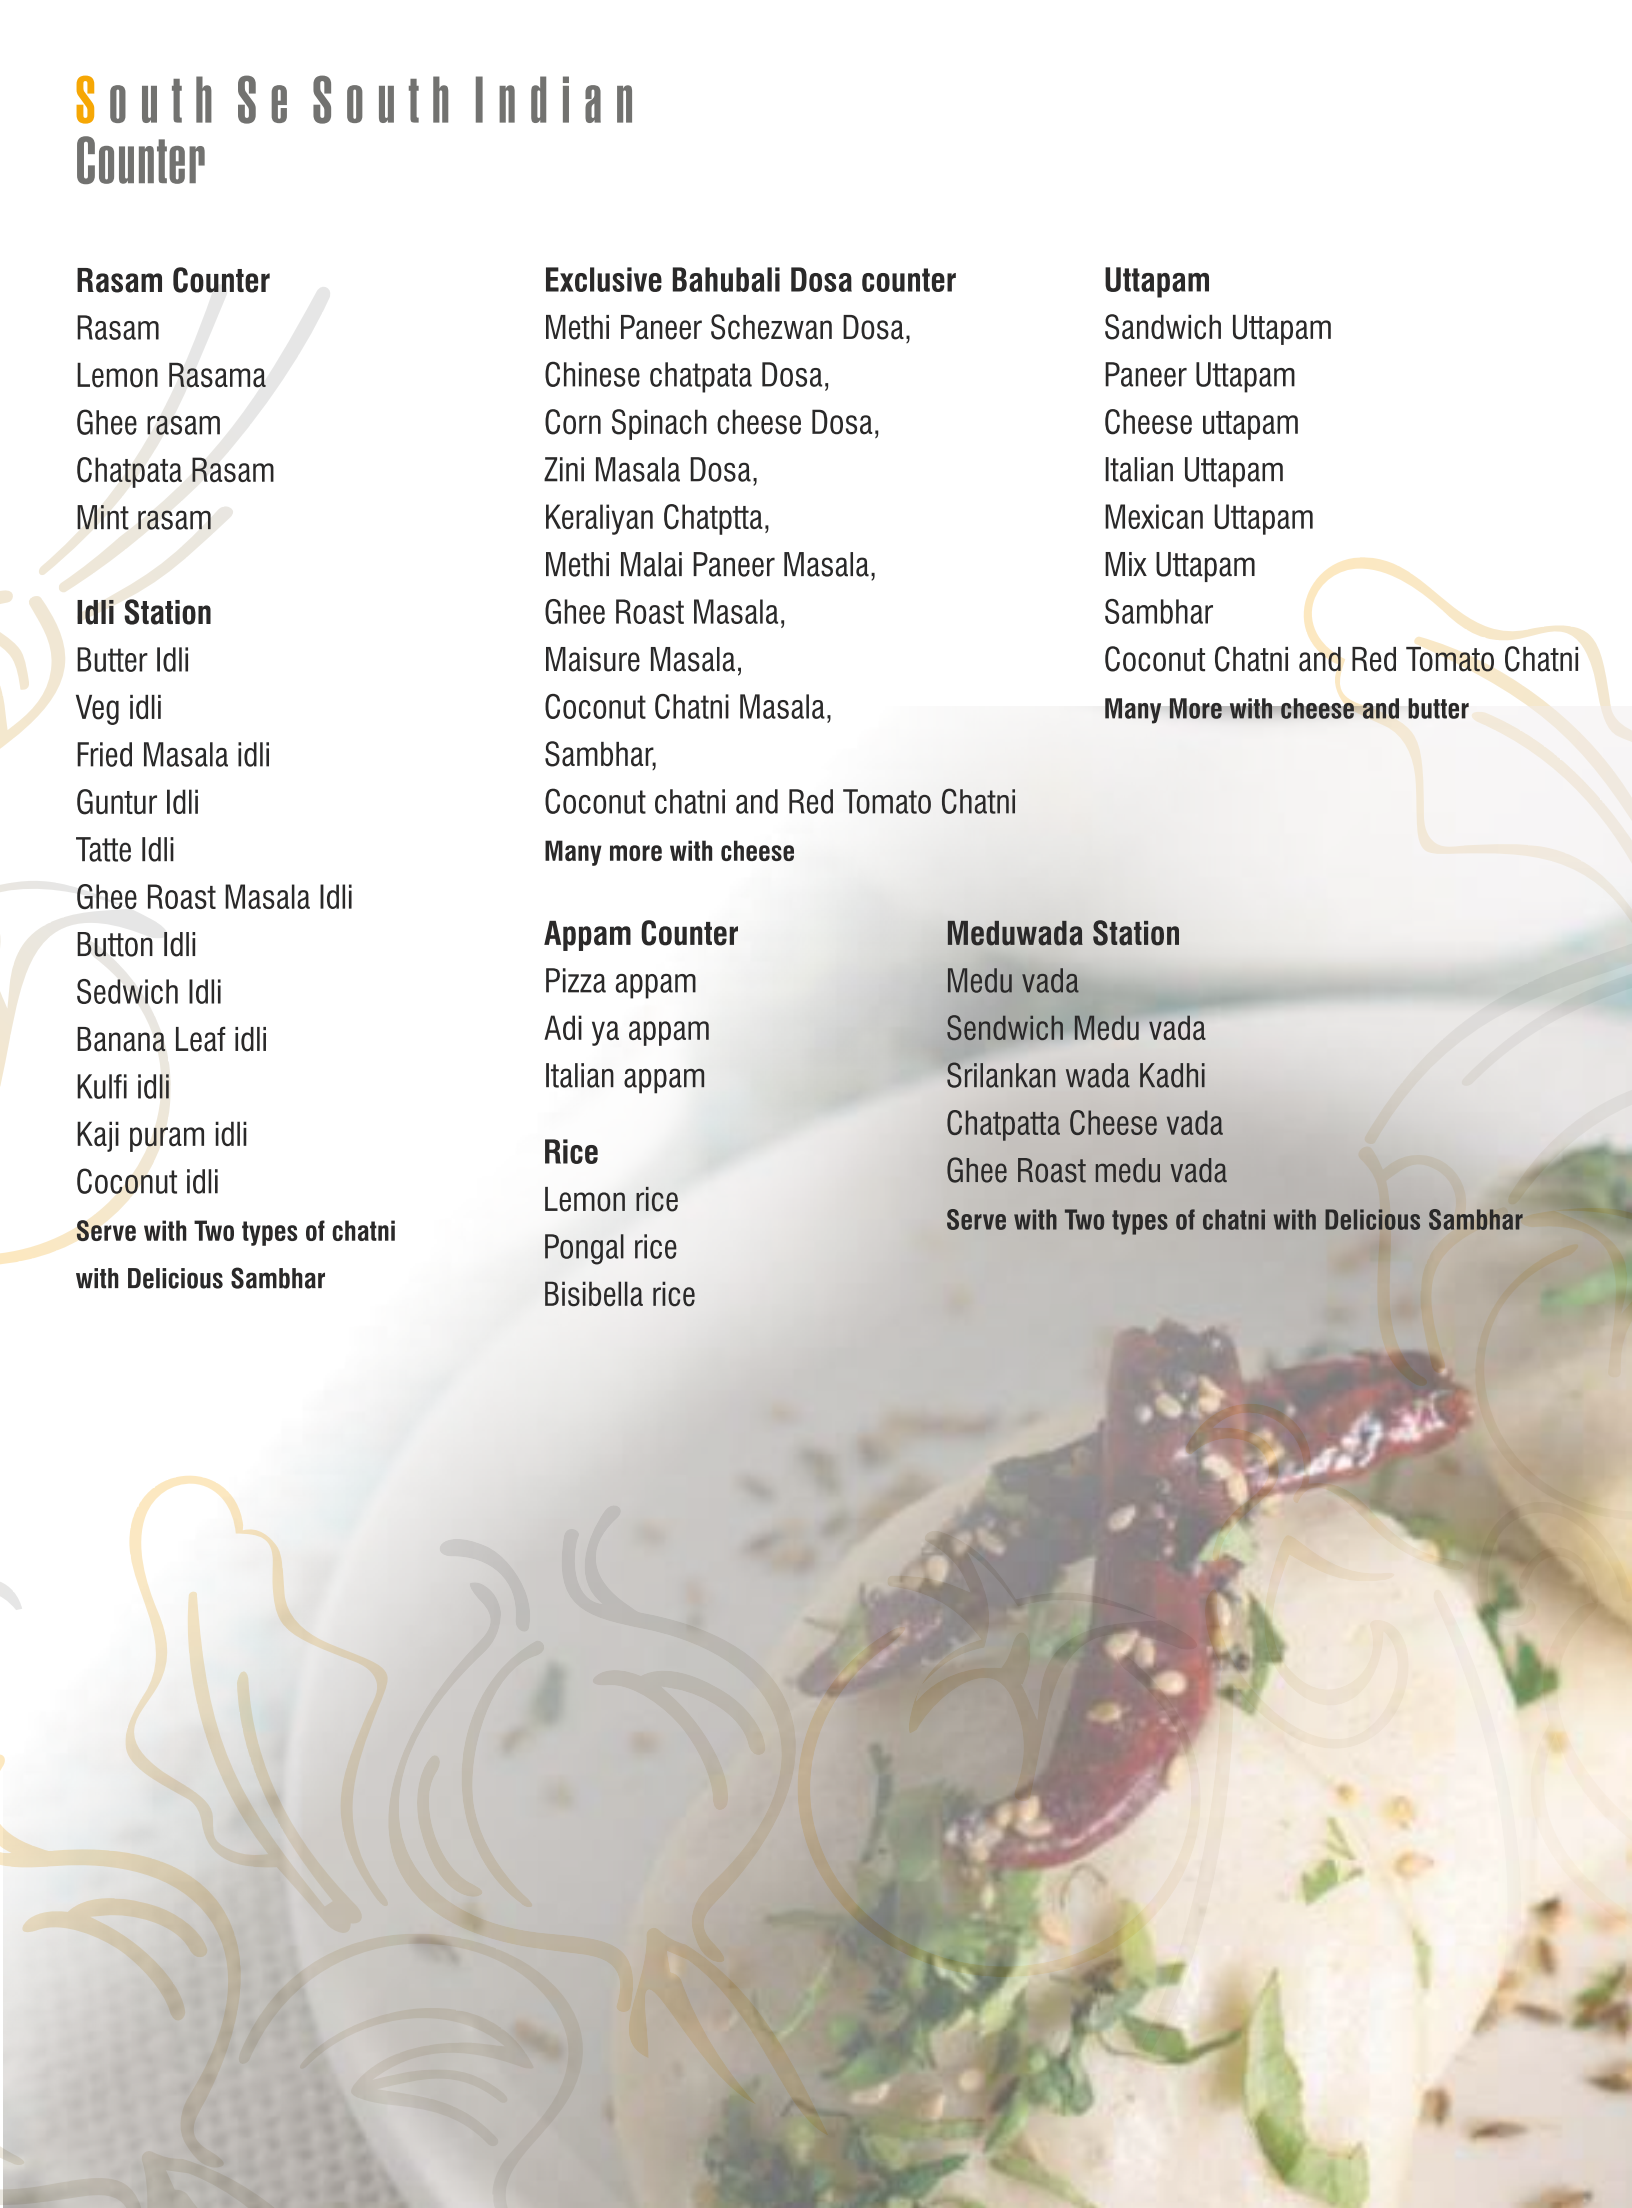 South Se South Indian
Counter
Rasam Counter
Rasam
Lemon Rasama
Ghee rasam
Chatpata Rasam
Mint rasam
Idli Station
Butter Idli
Veg idli
Fried Masala idli
Guntur Idli
Tatte Idli
Ghee Roast Masala Idli
Button Idli
Sedwich Idli
Banana Leaf idli
Kulfi idli
Kaji puram idli
Coconut idli
Serve with Two types of chatni
with Delicious Sambhar
Exclusive Bahubali Dosa counter
Methi Paneer Schezwan Dosa,
Chinese chatpata Dosa,
Corn Spinach cheese Dosa,
Zini Masala Dosa,
Keraliyan Chatptta,
Methi Malai Paneer Masala,
Ghee Roast Masala,
Maisure Masala,
Coconut Chatni Masala,
Sambhar,
Coconut chatni and Red Tomato Chatni
Many more with cheese
Uttapam
Sandwich Uttapam
Paneer Uttapam
Cheese uttapam
Italian Uttapam
Mexican Uttapam
Mix Uttapam
Sambhar
Coconut Chatni and Red Tomato Chatni
Many More with cheese and butter
Appam Counter
Pizza appam
Adi ya appam
Italian appam
Rice
Lemon rice
Pongal rice
Bisibella rice
Meduwada Station
Medu vada
Sendwich Medu vada
Srilankan wada Kadhi
Chatpatta Cheese vada
Ghee Roast medu vada
Serve with Two types of chatni with Delicious Sambhar